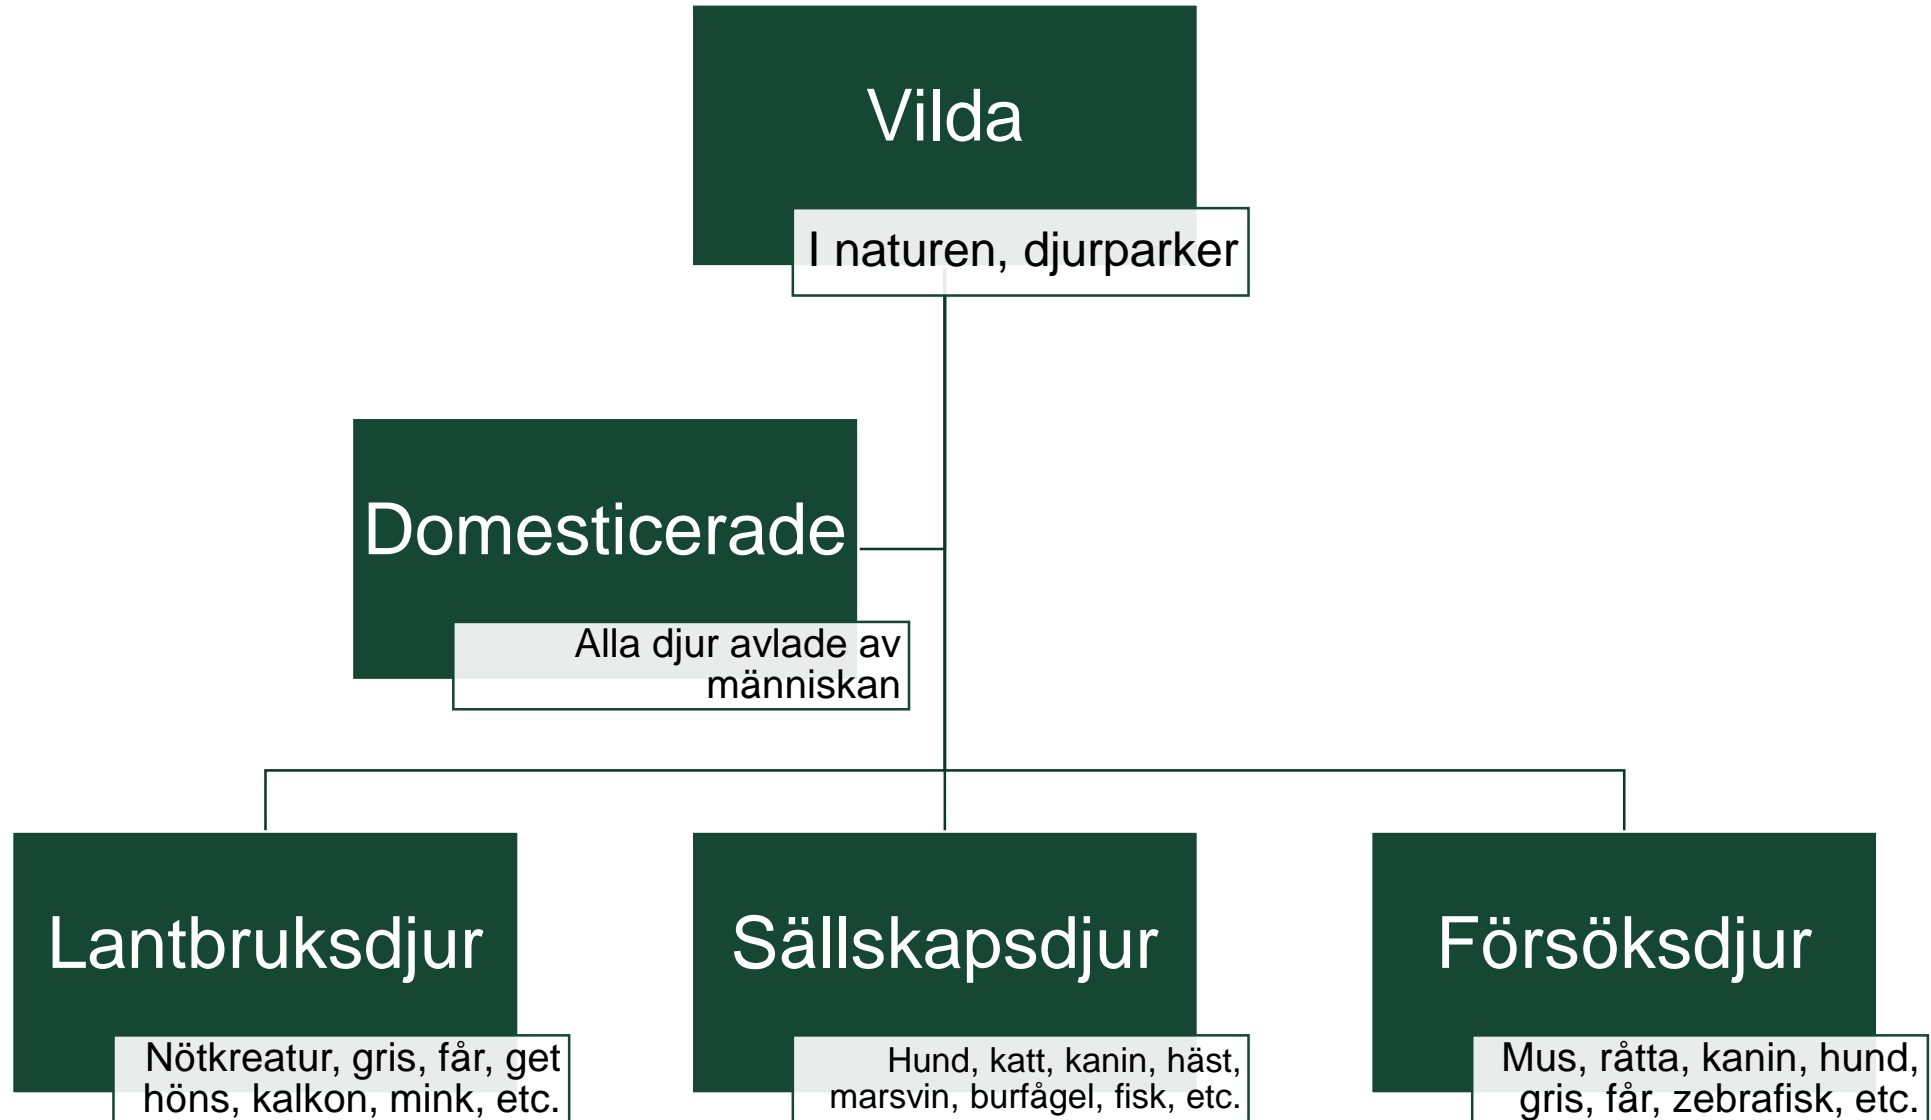 Vilda
I naturen, djurparker
Domesticerade
Alla djur avlade av
människan
Lantbruksdjur
Nötkreatur, gris, får, get
höns, kalkon, mink, etc.
Sällskapsdjur
Hund, katt, kanin, häst,
marsvin, burfågel, fisk, etc.
Försöksdjur
Mus, råtta, kanin, hund,
gris, får, zebrafisk, etc.